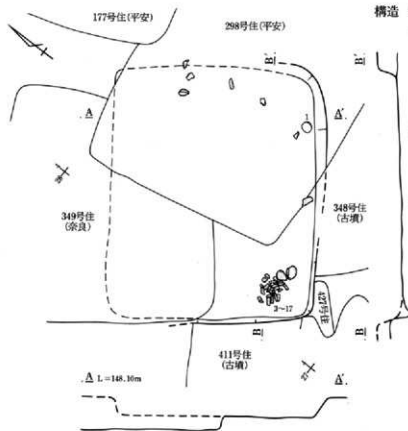 構造
177号住(平安)
298号住(平安)
B'
B'
A
A'
1
349号住
(奈良)
348号住
(古墳)
3~17
427号住
B
B
411号住
(古墳)
A L=148.10m
A'